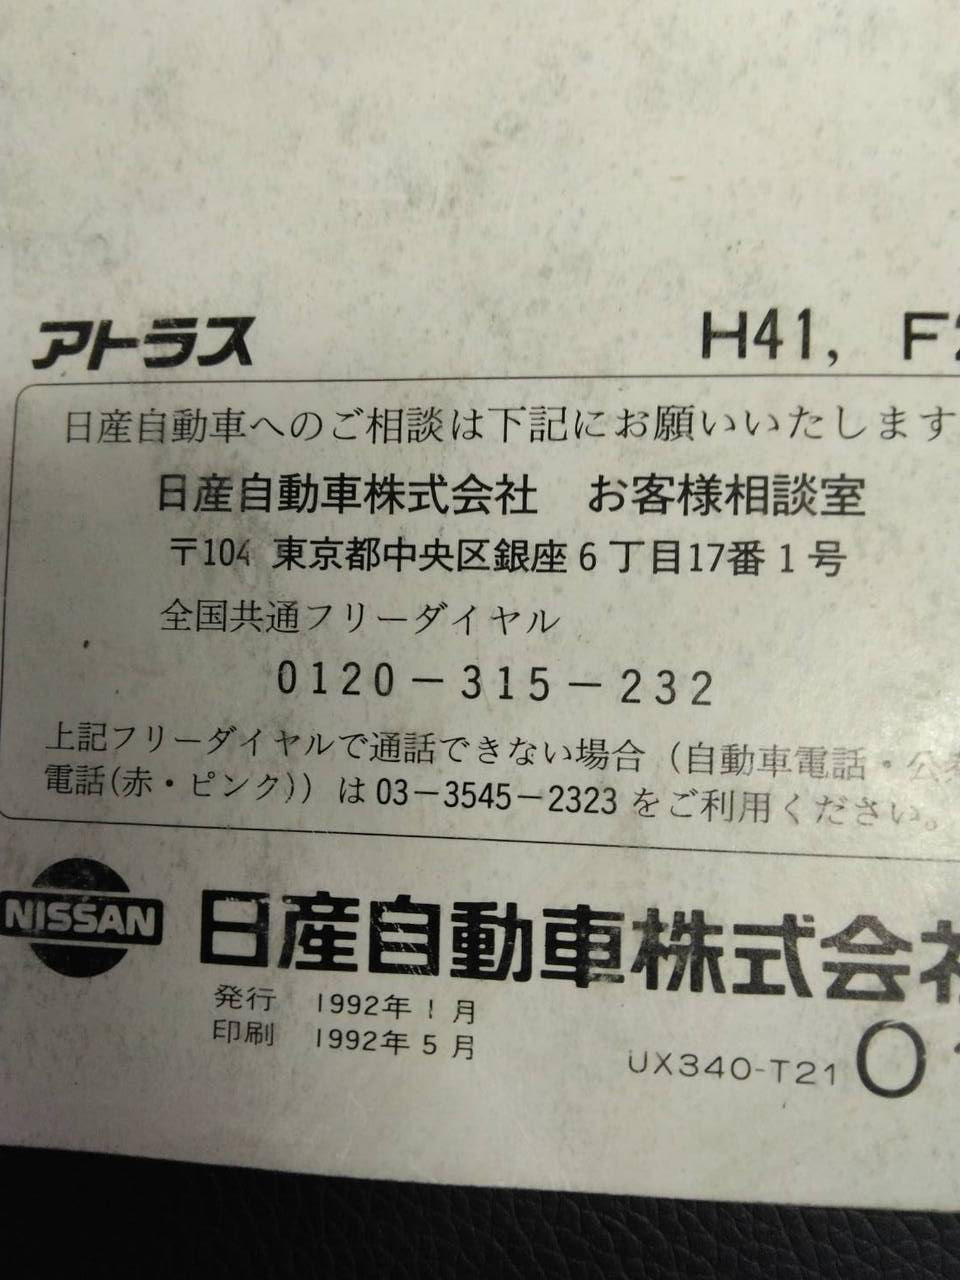 アトラス H41, F2
日産自動車へのご相談は下記にお願いいたします
日産自動車株式会社 お客様相談室
〒104 東京都中央区銀座6丁目17番1号
全国共通フリーダイヤル
0120-315-232
上記フリーダイヤルで通話できない場合(自動車電話・公衆
電話(赤・ピンク))は03-3545-2323をご利用ください。
NISSAN 日産自動車株式会社
発行 1992年1月
印刷 1992年5月
UX340-T21 0